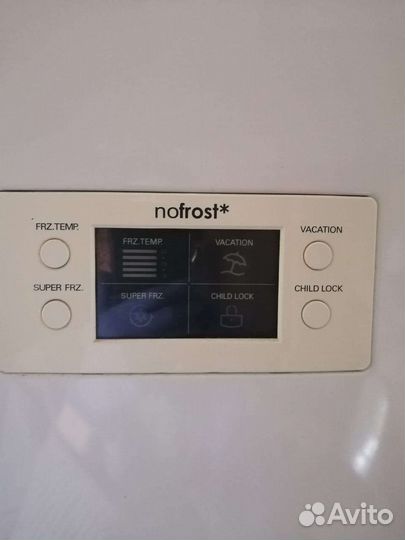 nofrost*
FRZ.TEMP.
VACATION
FRZ.TEMP.
VACATION
SUPER FRZ.
CHILD LOCK
SUPER FRZ.
CHILD LOCK
Avito